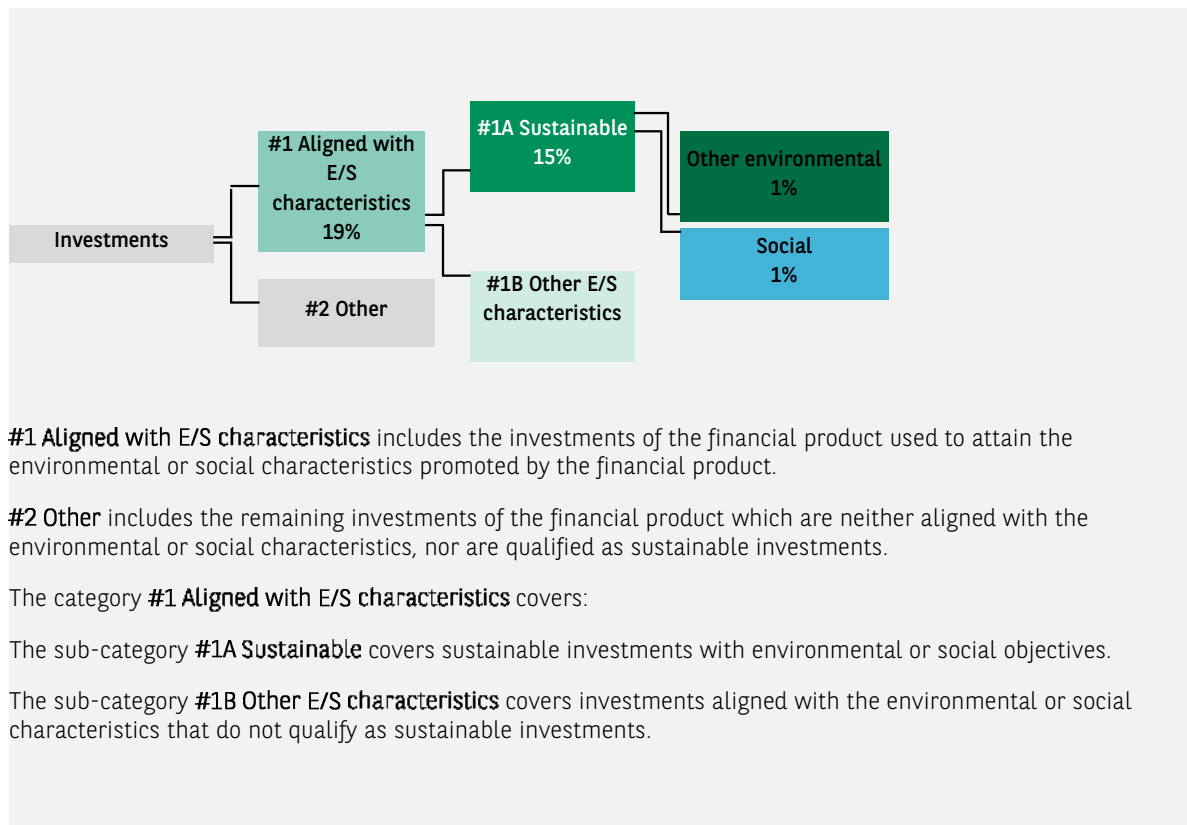 #1A Sustainable
15%
#1 Aligned with
E/S
characteristics
19%
Other environmental
1%
Investments
Social
1%
#2 Other
#1B Other E/S
characteristics
#1 Aligned with E/S characteristics includes the investments of the financial product used to attain the
environmental or social characteristics promoted by the financial product.
#2 Other includes the remaining investments of the financial product which are neither aligned with the
environmental or social characteristics, nor are qualified as sustainable investments.
The category #1 Aligned with E/S characteristics covers:
The sub-category #1A Sustainable covers sustainable investments with environmental or social objectives.
The sub-category #1B Other E/S characteristics covers investments aligned with the environmental or social
characteristics that do not qualify as sustainable investments.